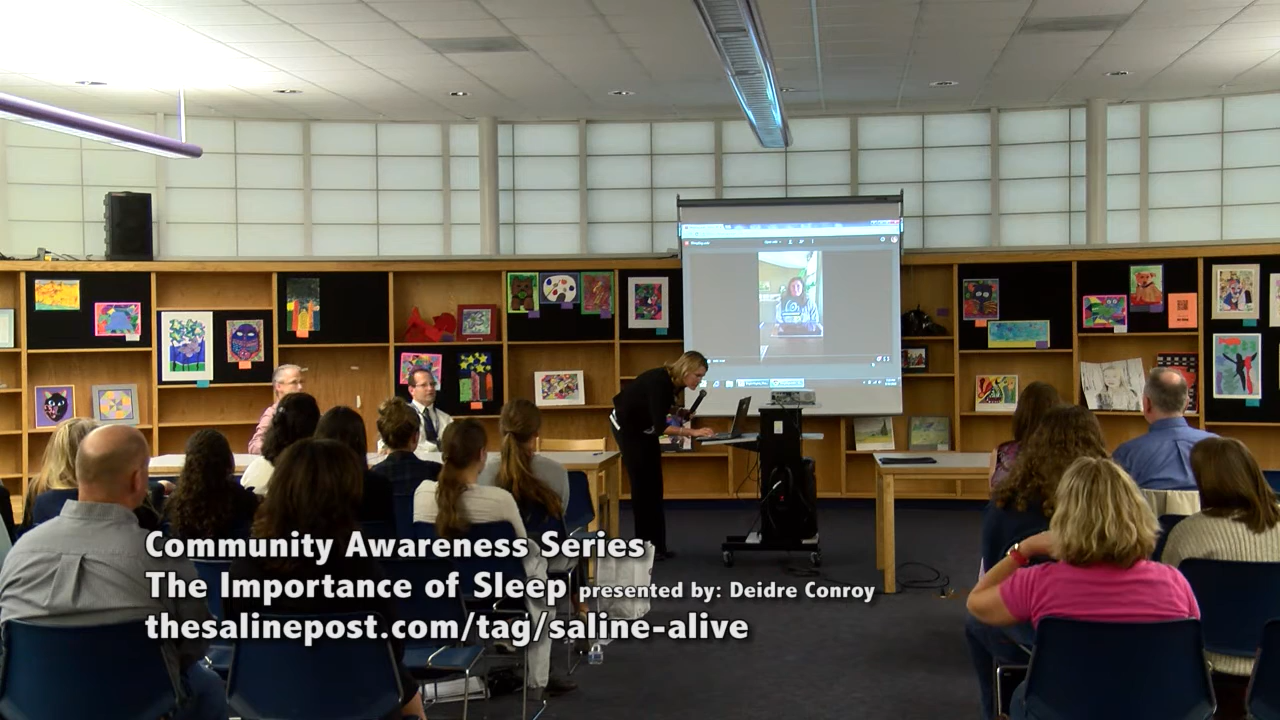 Community Awareness Series
The Importance of Sleep presented by: Deidre Conroy
thesalinepost.com/tag/saline-alive